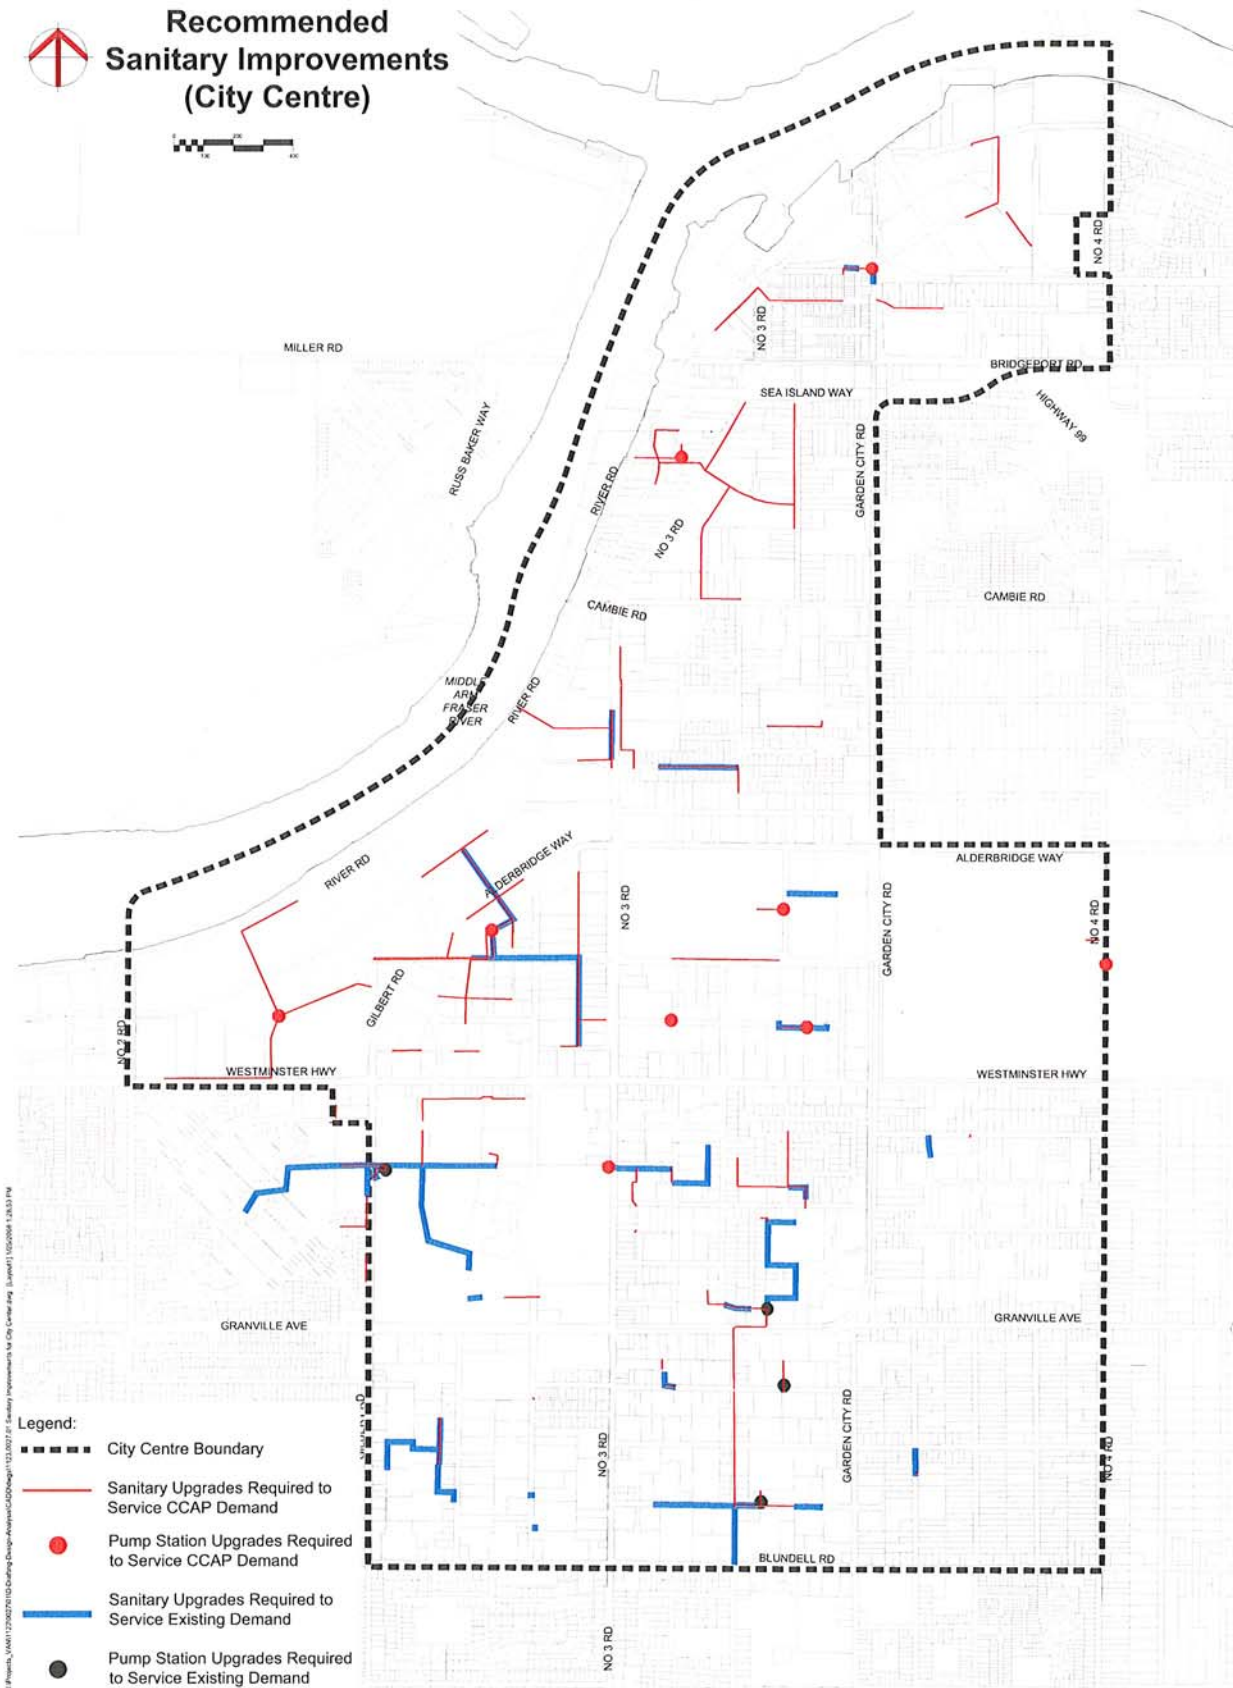 Recommended
Sanitary Improvements
(City Centre)
0 200
100 400
NO 4 RD
MILLER RD
NO 3 RD
BRIDGEPORT RD
SEA ISLAND WAY
HIGHWAY 99
RUSS BAKER WAY
GARDEN CITY RD
RIVER RD
NO 3 RD
CAMBIE RD
CAMBIE RD
MIDDLE
ARM
FRASER
RIVER
RIVER RD
ALDERBRIDGE WAY
ALDERBRIDGE WAY
RIVER RD
NO 3 RD
GARDEN CITY RD
NO 4 RD
GILBERT RD
NO 2 RD
WESTMINSTER HWY
WESTMINSTER HWY
GRANVILLE AVE
GRANVILLE AVE
GILBERT RD
NO 3 RD
GARDEN CITY RD
NO 4 RD
BLUNDELL RD
NO 3 RD
Legend:
City Centre Boundary
Sanitary Upgrades Required to
Service CCAP Demand
Pump Station Upgrades Required
to Service CCAP Demand
Sanitary Upgrades Required to
Service Existing Demand
Pump Station Upgrades Required
to Service Existing Demand